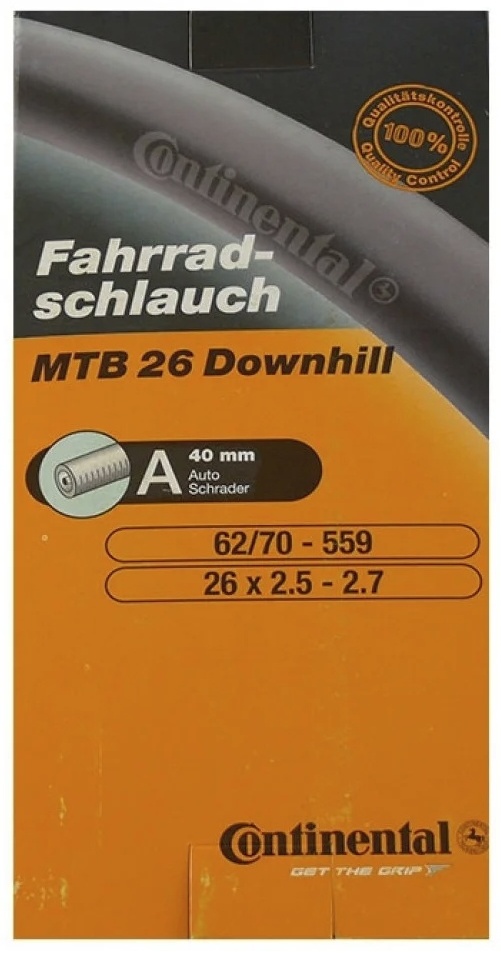 Qualitätskontrolle
100%
Quality Control
Continental
Fahrrad-
schlauch
MTB 26 Downhill
A
40 mm
Auto
Schrader
62/70 - 559
26 x 2.5 - 2.7
Continental
GET THE GRIP